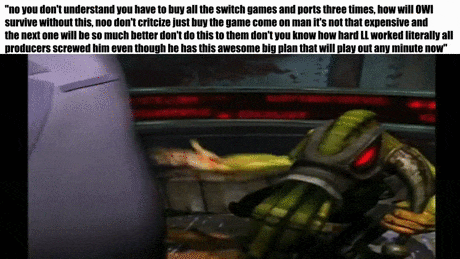 "no you don't understand you have to buy all the switch games and ports three times, how will OWI
survive without this, noo don't critcize just buy the game come on man it's not that expensive and
the next one will be so much better don't do this to them don't you know how hard LL worked literally all
producers screwed him even though he has this awesome big plan that will play out any minute now"